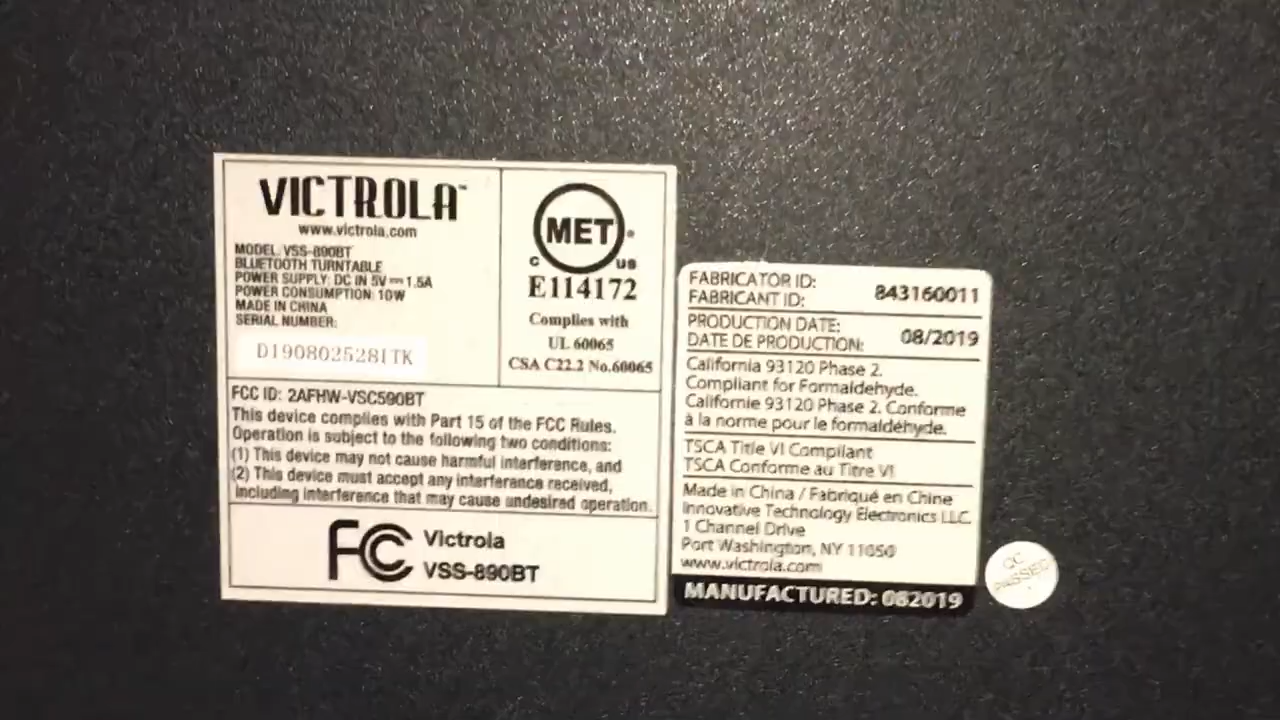 VICTROLA™
www.victrola.com
MODEL: VSS-890BT
BLUETOOTH TURNTABLE
POWER SUPPLY: DC IN 5V⎓1.5A
POWER CONSUMPTION: 10W
MADE IN CHINA
SERIAL NUMBER:
D190802528ITK
MET
C US
E114172
Complies with
UL 60065
CSA C22.2 No.60065
FCC ID: 2AFHW-VSC590BT
This device complies with Part 15 of the FCC Rules.
Operation is subject to the following two conditions:
(1) This device may not cause harmful interference, and
(2) This device must accept any interference received,
including interference that may cause undesired operation.
FC
Victrola
VSS-890BT
FABRICATOR ID:
FABRICANT ID:
843160011
PRODUCTION DATE:
DATE DE PRODUCTION:
08/2019
California 93120 Phase 2.
Compliant for Formaldehyde.
Californie 93120 Phase 2. Conforme
à la norme pour le formaldéhyde.
TSCA Title VI Compliant
TSCA Conforme au Titre VI
Made in China / Fabriqué en Chine
Innovative Technology Electronics LLC.
1 Channel Drive
Port Washington, NY 11050
www.victrola.com
MANUFACTURED: 082019
PASSED